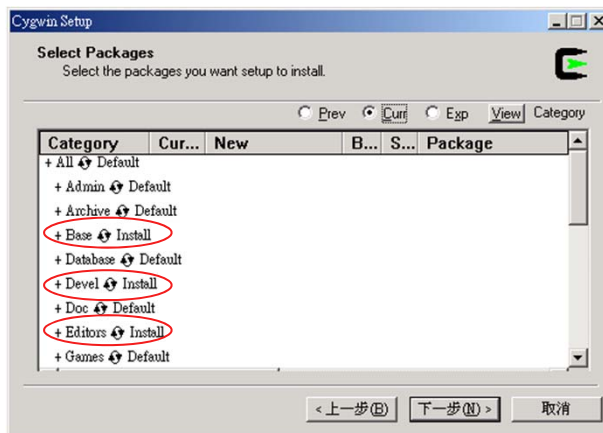 Cygwin Setup
Select Packages
Select the packages you want setup to install.
Prev Curr Exp View Category
Category Cur... New B... S... Package
+ All Default
+ Admin Default
+ Archive Default
+ Base Install
+ Database Default
+ Devel Install
+ Doc Default
+ Editors Install
+ Games Default
< 上一步(B) 下一步(N) > 取消